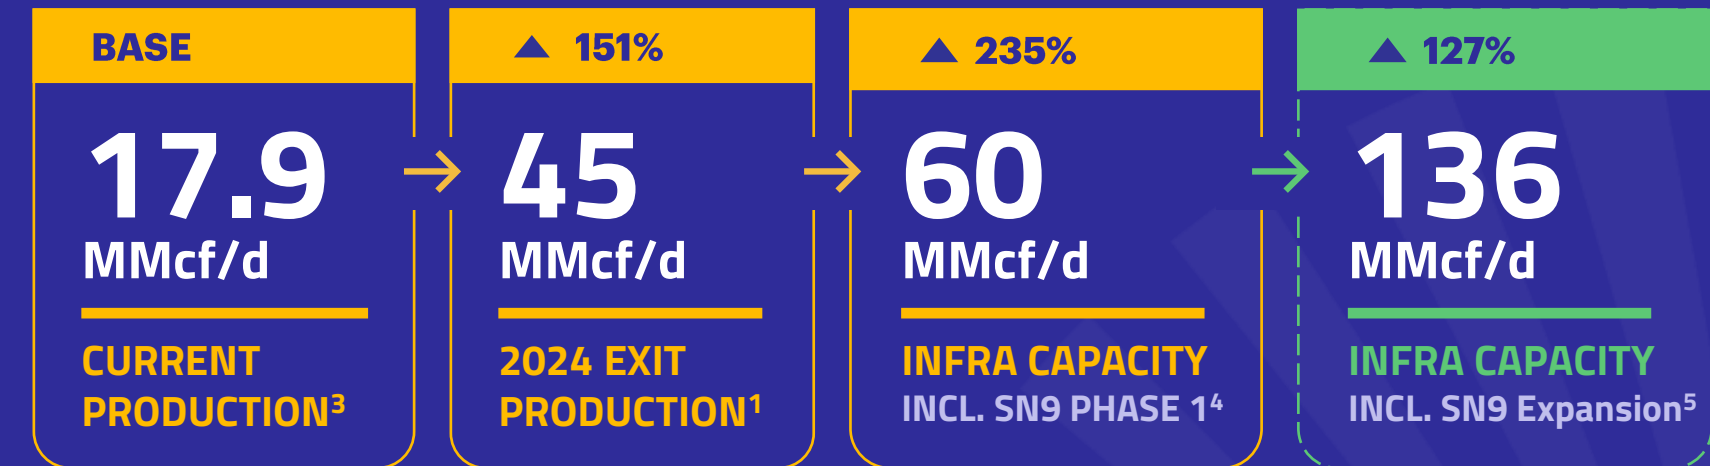 BASE
17.9
MMcf/d
CURRENT
PRODUCTION³
151%
45
MMcf/d
2024 EXIT
PRODUCTION¹
235%
60
MMcf/d
INFRA CAPACITY
INCL. SN9 PHASE 1⁴
127%
136
MMcf/d
INFRA CAPACITY
INCL. SN9 Expansion⁵